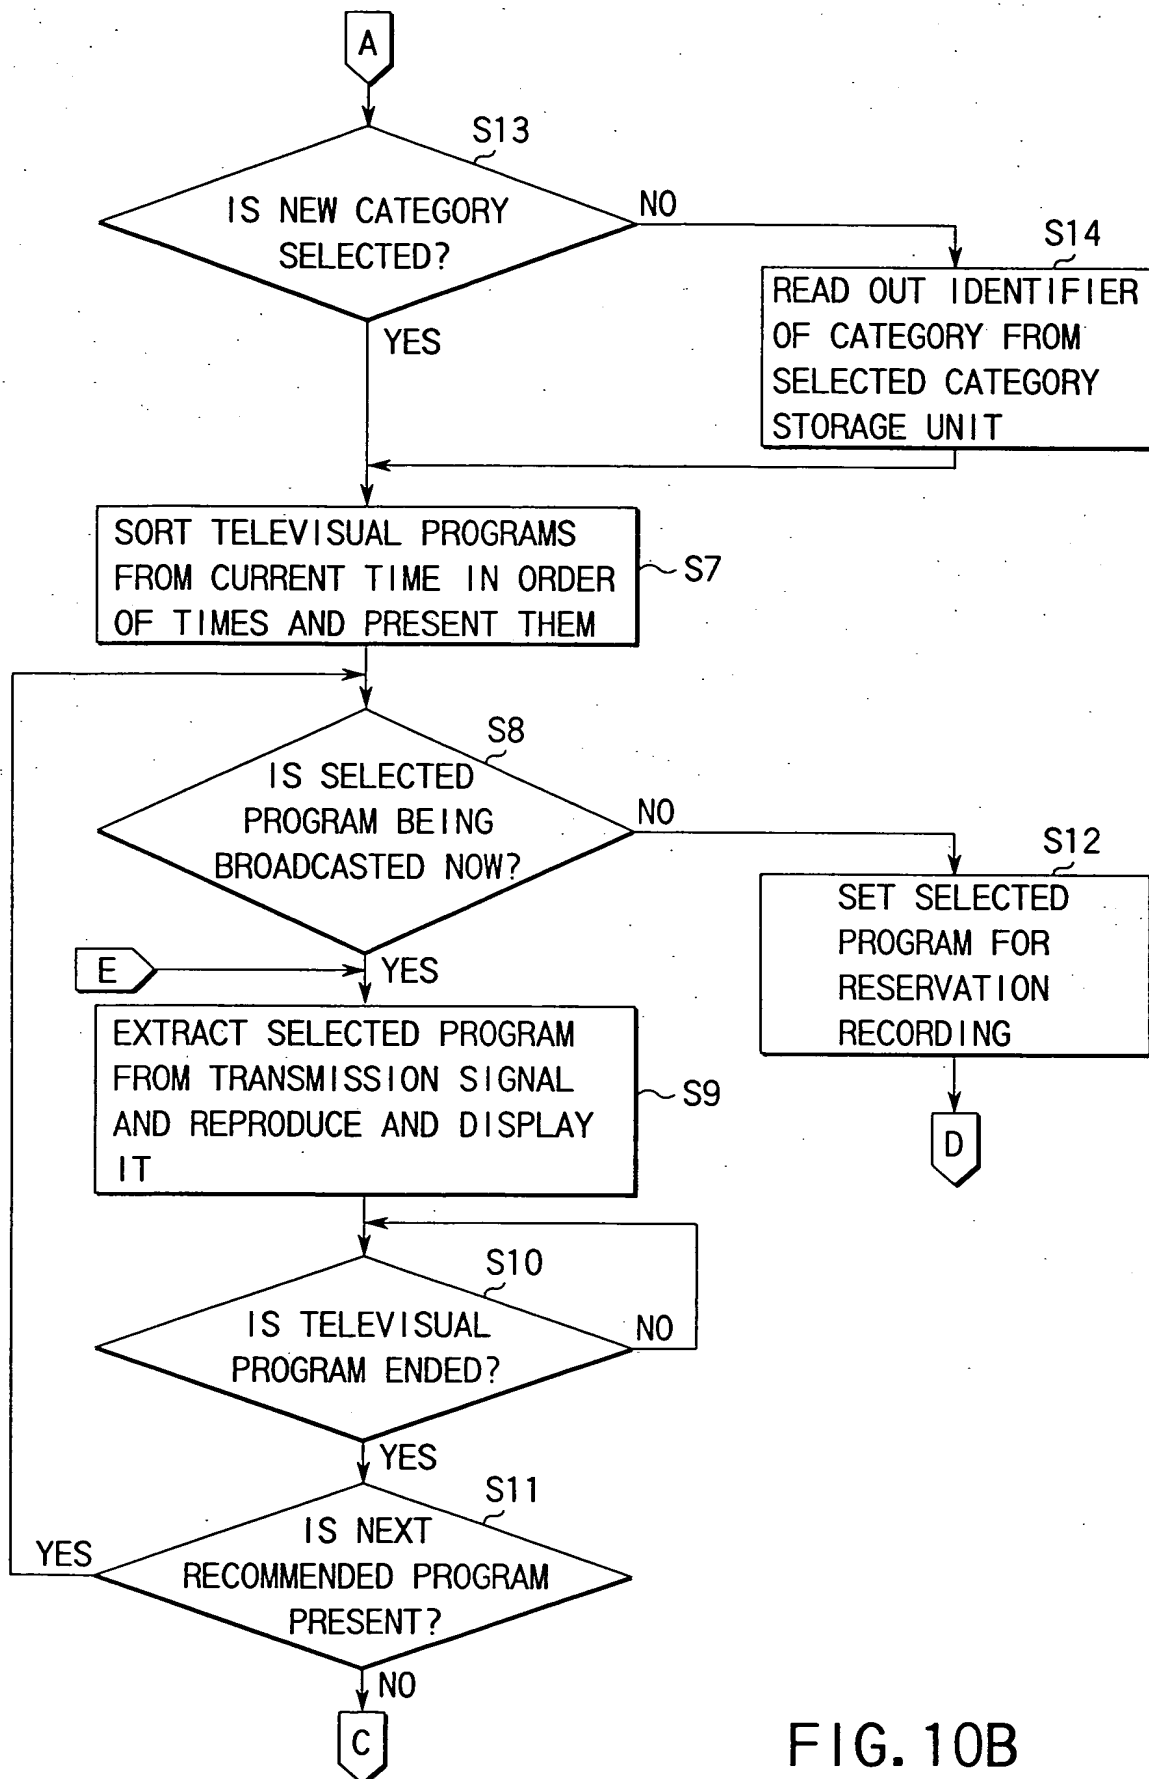 A
S13
IS NEW CATEGORY
SELECTED?
NO
YES
S14
READ OUT IDENTIFIER
OF CATEGORY FROM
SELECTED CATEGORY
STORAGE UNIT
SORT TELEVISUAL PROGRAMS
FROM CURRENT TIME IN ORDER
OF TIMES AND PRESENT THEM
S7
S8
IS SELECTED
PROGRAM BEING
BROADCASTED NOW?
NO
S12
SET SELECTED
PROGRAM FOR
RESERVATION
RECORDING
D
E
YES
EXTRACT SELECTED PROGRAM
FROM TRANSMISSION SIGNAL
AND REPRODUCE AND DISPLAY
IT
S9
S10
IS TELEVISUAL
PROGRAM ENDED?
NO
YES
S11
IS NEXT
RECOMMENDED PROGRAM
PRESENT?
YES
NO
C
FIG. 10B